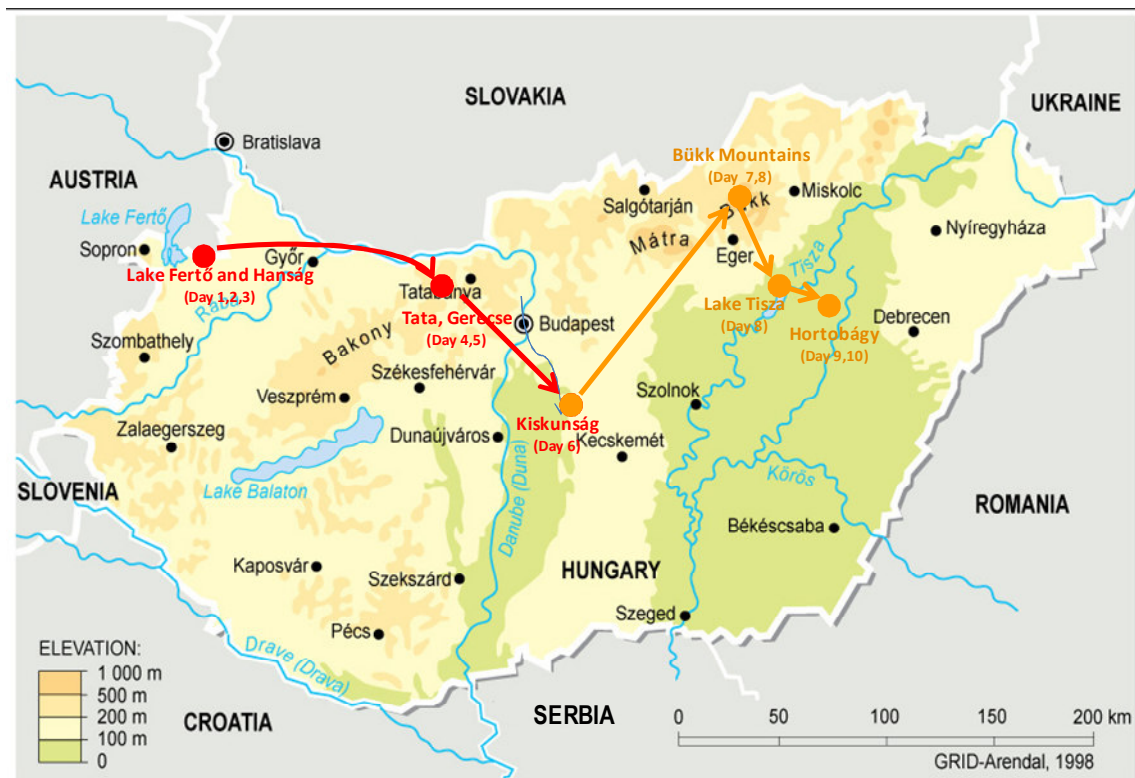 SLOVAKIA
UKRAINE
Bratislava
AUSTRIA
Bükk Mountains
(Day 7,8)
Miskolc
Salgótarján
Bükk
Lake Fertő
Nyíregyháza
Sopron
Mátra
Eger
Tisza
Győr
Lake Fertő and Hanság
(Day 1,2,3)
Tatabánya
Rába
Lake Tisza
(Day 8)
Hortobágy
(Day 9,10)
Tata, Gerecse
(Day 4,5)
Budapest
Debrecen
Bakony
Szombathely
Székesfehérvár
Veszprém
Szolnok
Kiskunság
(Day 6)
Zalaegerszeg
Dunaújváros
Kecskemét
Körös
SLOVENIA
Lake Balaton
Danube (Duna)
ROMANIA
Békéscsaba
Kaposvár
Szekszárd
HUNGARY
Szeged
Pécs
Drave (Drava)
ELEVATION:
1 000 m
500 m
200 m
100 m
0
CROATIA
SERBIA
0 50 100 150 200 km
GRID-Arendal, 1998